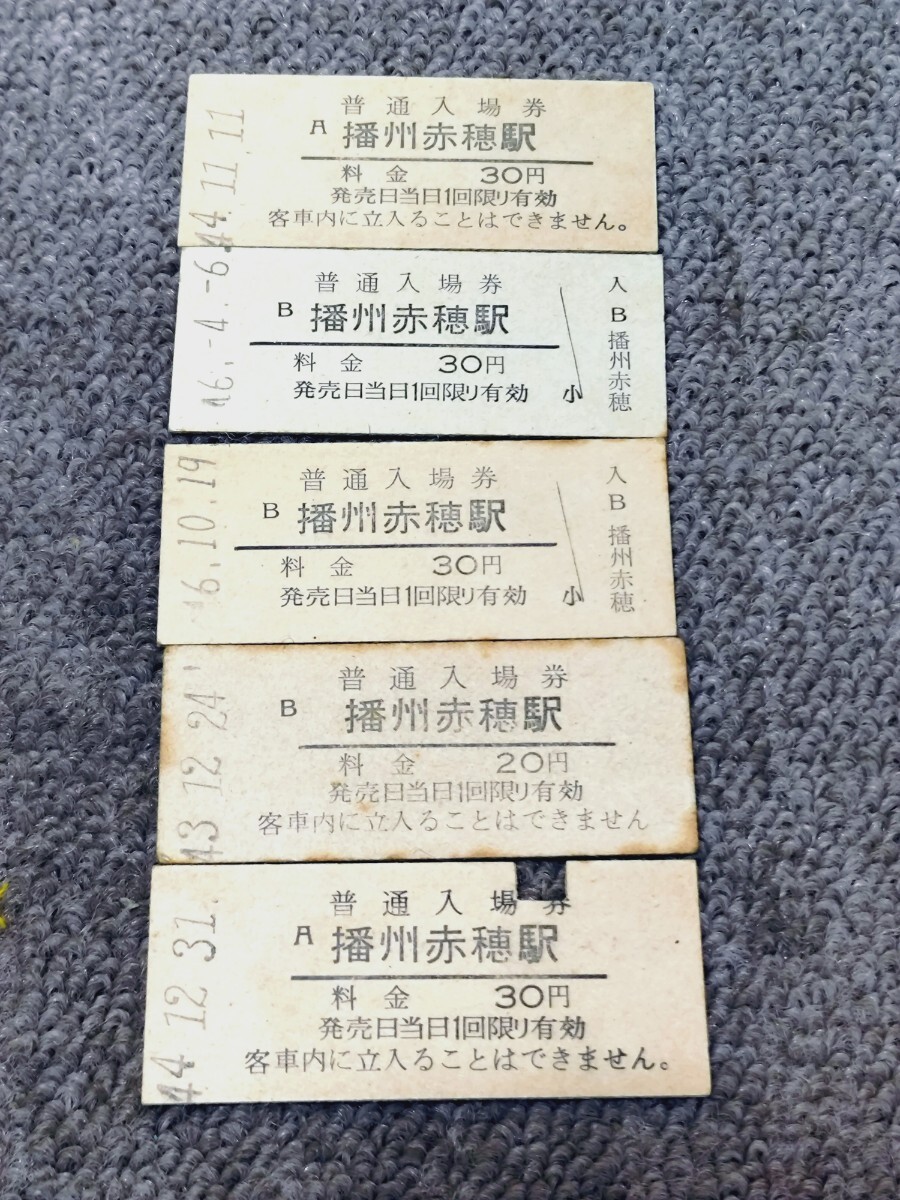 44.11.11
普通入場券
A 播州赤穂駅
料金 30円
発売日当日1回限り有効
客車内に立入ることはできません。
46.-4.-6
普通入場券
B 播州赤穂駅
料金 30円
発売日当日1回限り有効
小
入
B
播州赤穂
46.10.19
普通入場券
B 播州赤穂駅
料金 30円
発売日当日1回限り有効
小
入
B
播州赤穂
43.12.24
普通入場券
B 播州赤穂駅
料金 20円
発売日当日1回限り有効
客車内に立入ることはできません
44.12.31
普通入場券
A 播州赤穂駅
料金 30円
発売日当日1回限り有効
客車内に立入ることはできません。